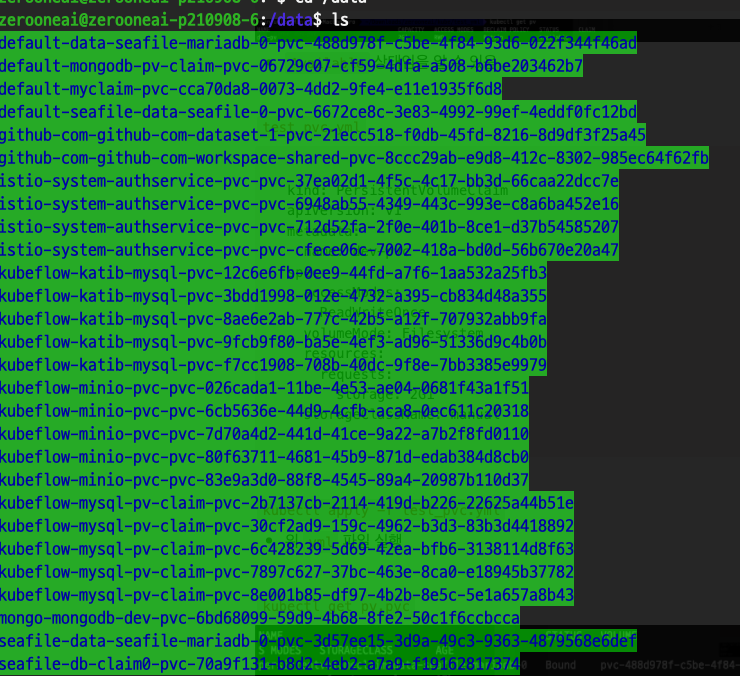 zerooneai@zerooneai-p210908-6:/data$ ls
default-data-seafile-mariadb-0-pvc-488d978f-c5be-4f84-93d6-022f344f46ad
default-mongodb-pv-claim-pvc-06729c07-cf59-4dfa-a508-b6be203462b7
default-myclaim-pvc-cca70da8-0073-4dd2-9fe4-e11e1935f6d8
default-seafile-data-seafile-0-pvc-6672ce8c-3e83-4992-99ef-4eddf0fc12bd
github-com-github-com-dataset-1-pvc-21ecc518-f0db-45fd-8216-8d9df3f25a45
github-com-github-com-workspace-shared-pvc-8ccc29ab-e9d8-412c-8302-985ec64f62fb
istio-system-authservice-pvc-pvc-37ea02d1-4f5c-4c17-bb3d-66caa22dcc7e
istio-system-authservice-pvc-pvc-6948ab55-4349-443c-993e-c8a6ba452e16
istio-system-authservice-pvc-pvc-712d52fa-2f0e-401b-8ce1-d37b54585207
istio-system-authservice-pvc-pvc-cfece06c-7002-418a-bd0d-56b670e20a47
kubeflow-katib-mysql-pvc-12c6e6fb-0ee9-44fd-a7f6-1aa532a25fb3
kubeflow-katib-mysql-pvc-3bdd1998-012e-4732-a395-cb834d48a355
kubeflow-katib-mysql-pvc-8ae6e2ab-777c-42b5-a12f-707932abb9fa
kubeflow-katib-mysql-pvc-9fcb9f80-ba5e-4ef3-ad96-51336d9c4b0b
kubeflow-katib-mysql-pvc-f7cc1908-708b-40dc-9f8e-7bb3385e9979
kubeflow-minio-pvc-pvc-026cada1-11be-4e53-ae04-0681f43a1f51
kubeflow-minio-pvc-pvc-6cb5636e-44d9-4cfb-aca8-0ec611c20318
kubeflow-minio-pvc-pvc-7d70a4d2-441d-41ce-9a22-a7b2f8fd0110
kubeflow-minio-pvc-pvc-80f63711-4681-45b9-871d-edab384d8cb0
kubeflow-minio-pvc-pvc-83e9a3d0-88f8-4545-89a4-20987b110d37
kubeflow-mysql-pv-claim-pvc-2b7137cb-2114-419d-b226-22625a44b51e
kubeflow-mysql-pv-claim-pvc-30cf2ad9-159c-4962-b3d3-83b3d4418892
kubeflow-mysql-pv-claim-pvc-6c428239-5d69-42ea-bfb6-3138114d8f63
kubeflow-mysql-pv-claim-pvc-7897c627-37bc-463e-8ca0-e18945b37782
kubeflow-mysql-pv-claim-pvc-8e001b85-df97-4b2b-8e5c-5e1a657a8b43
mongo-mongodb-dev-pvc-6bd68099-59d9-4b68-8fe2-50c1f6ccbcca
seafile-data-seafile-mariadb-0-pvc-3d57ee15-3d9a-49c3-9363-4879568e6def
seafile-db-claim0-pvc-70a9f131-b8d2-4eb2-a7a9-f19162817374